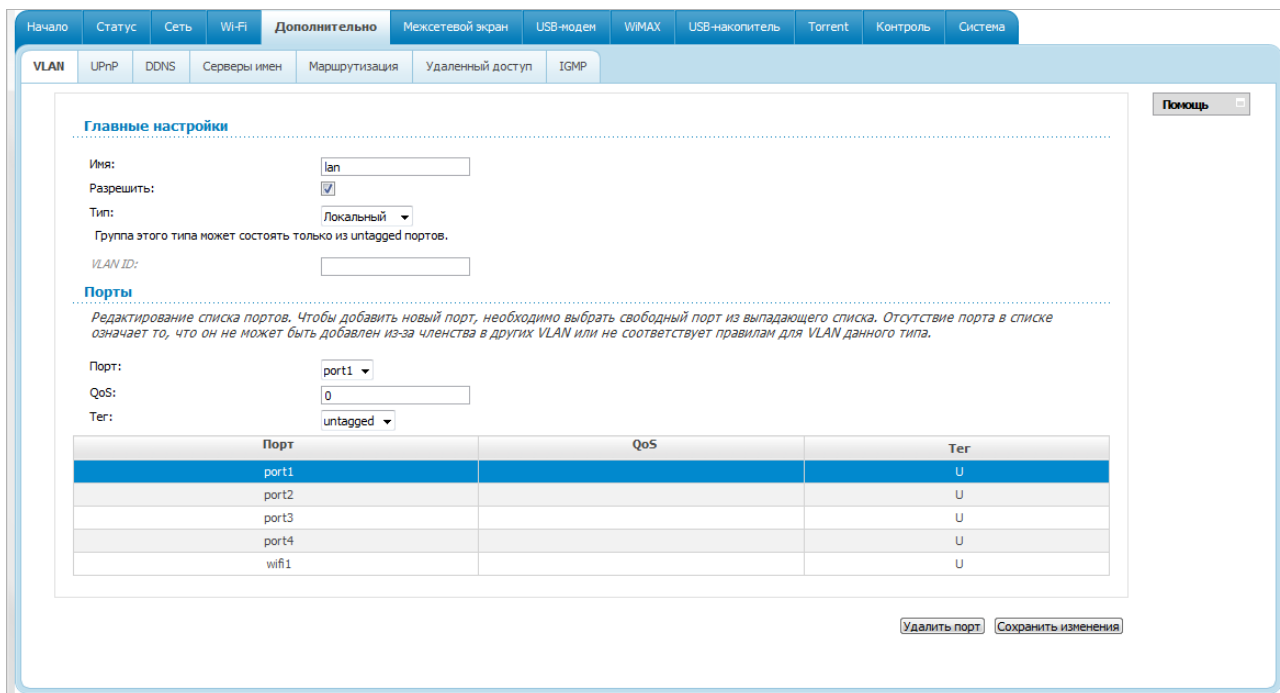 Начало Статус Сеть Wi-Fi Дополнительно Межсетевой экран USB-модем WiMAX USB-накопитель Torrent Контроль Система
VLAN UPnP DDNS Серверы имен Маршрутизация Удаленный доступ IGMP
Помощь
Главные настройки
Имя: lan
Разрешить:
Тип: Локальный
Группа этого типа может состоять только из untagged портов.
VLAN ID:
Порты
Редактирование списка портов. Чтобы добавить новый порт, необходимо выбрать свободный порт из выпадающего списка. Отсутствие порта в списке
означает то, что он не может быть добавлен из-за членства в других VLAN или не соответствует правилам для VLAN данного типа.
Порт: port1
QoS: 0
Тег: untagged
Порт QoS Тег
port1 U
port2 U
port3 U
port4 U
wifi1 U
Удалить порт Сохранить изменения